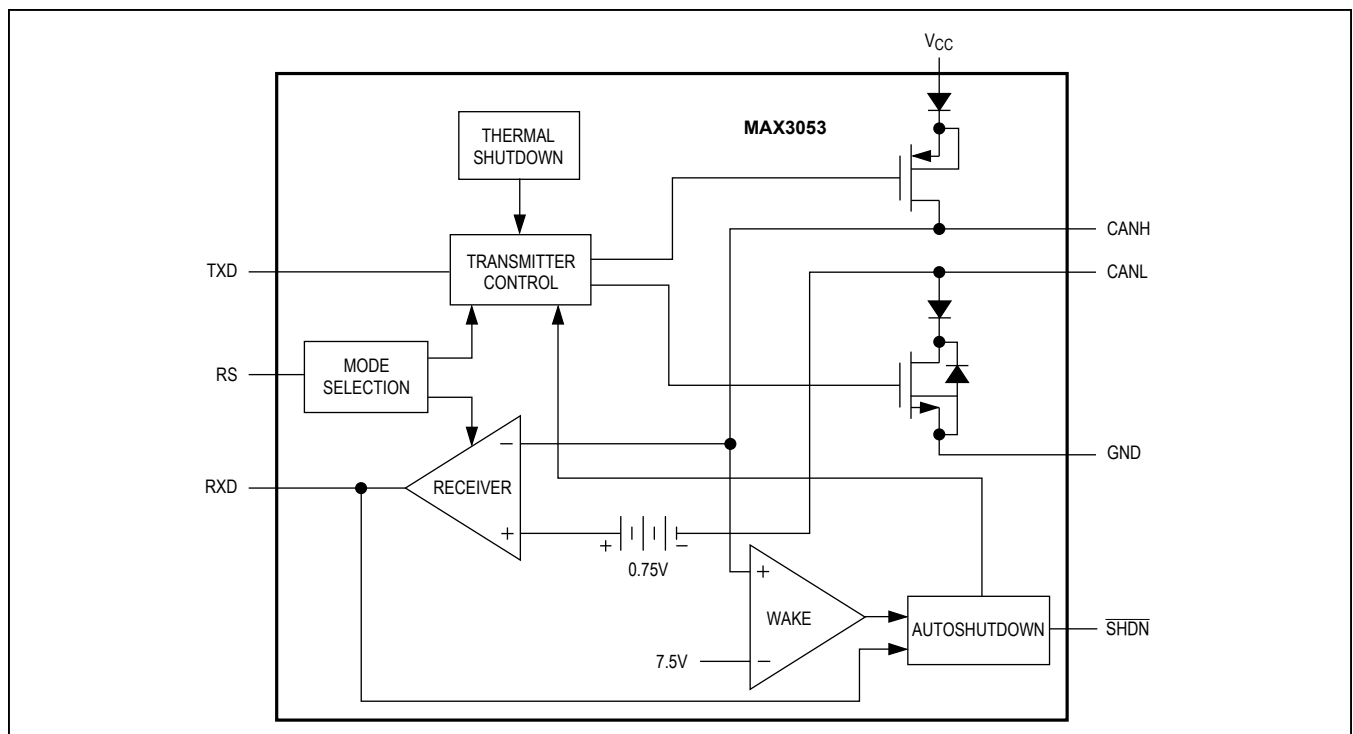 VCC
MAX3053
THERMAL
SHUTDOWN
CANH
TXD
TRANSMITTER
CONTROL
CANL
RS
MODE
SELECTION
−
GND
RXD
RECEIVER
+
+
−
0.75V
+
WAKE
AUTOSHUTDOWN
SHDN
7.5V
−